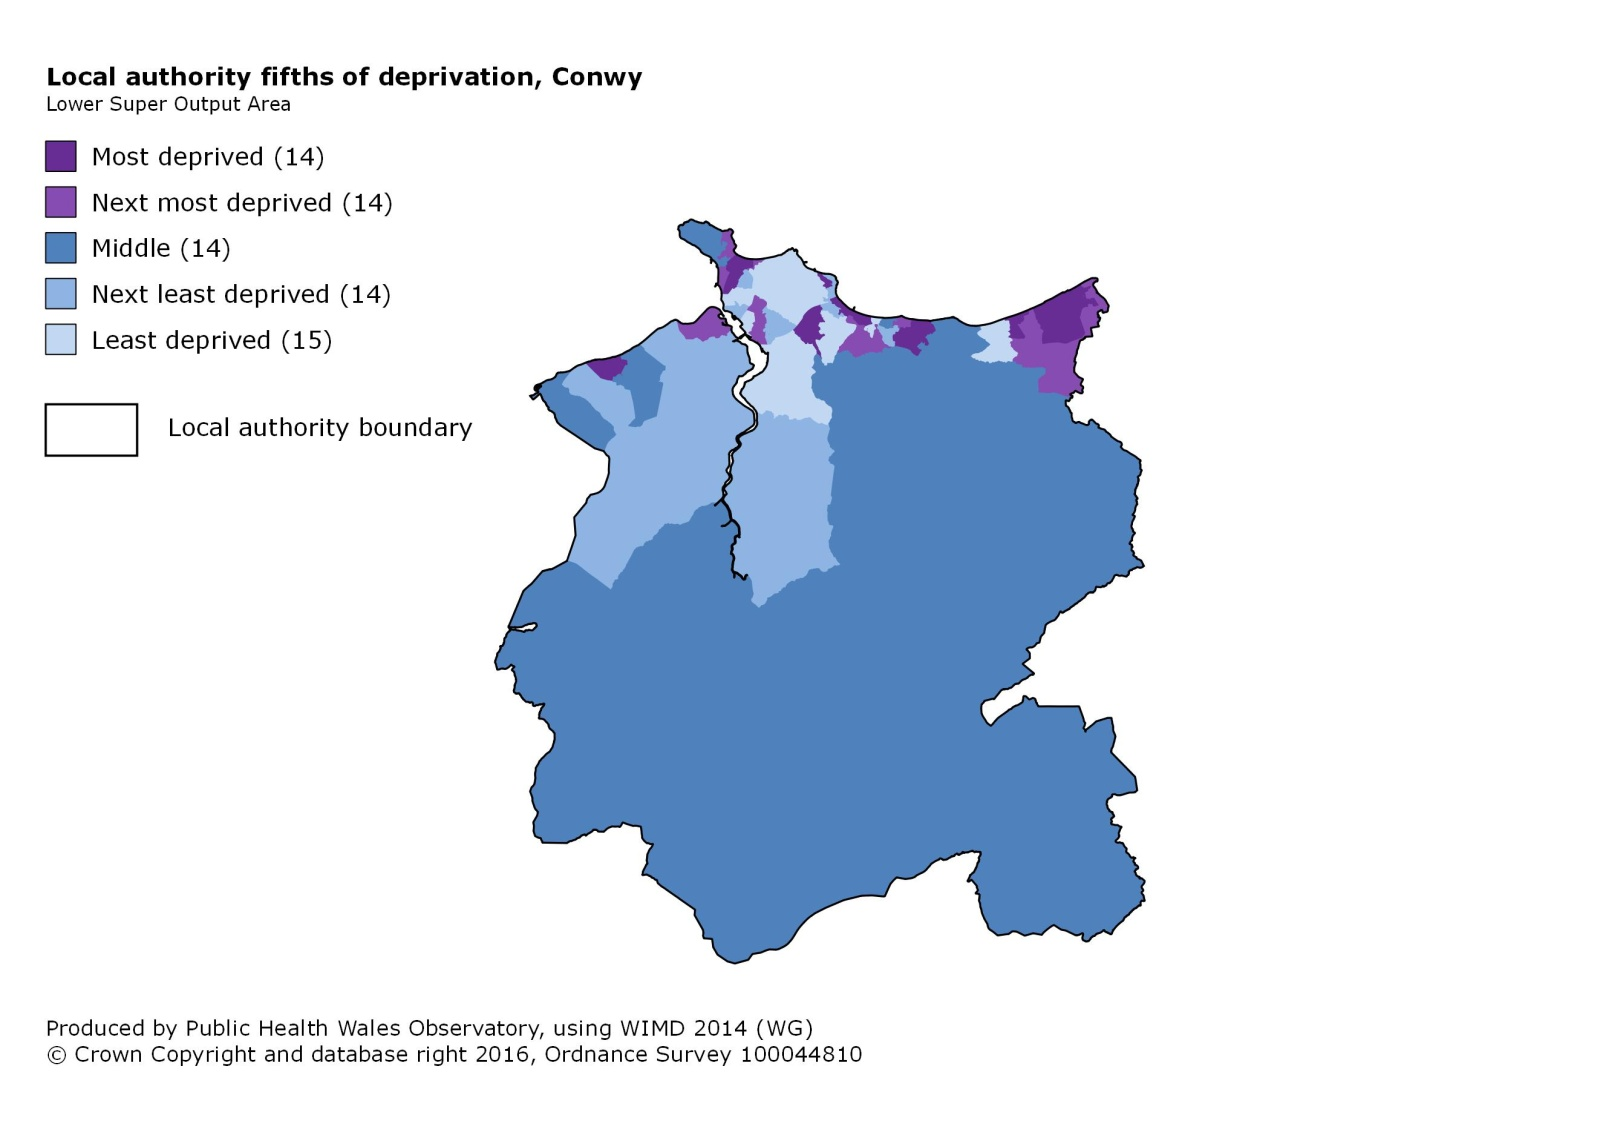 Local authority fifths of deprivation, Conwy
Lower Super Output Area
Most deprived (14)
Next most deprived (14)
Middle (14)
Next least deprived (14)
Least deprived (15)
Local authority boundary
Produced by Public Health Wales Observatory, using WIMD 2014 (WG)
© Crown Copyright and database right 2016, Ordnance Survey 100044810